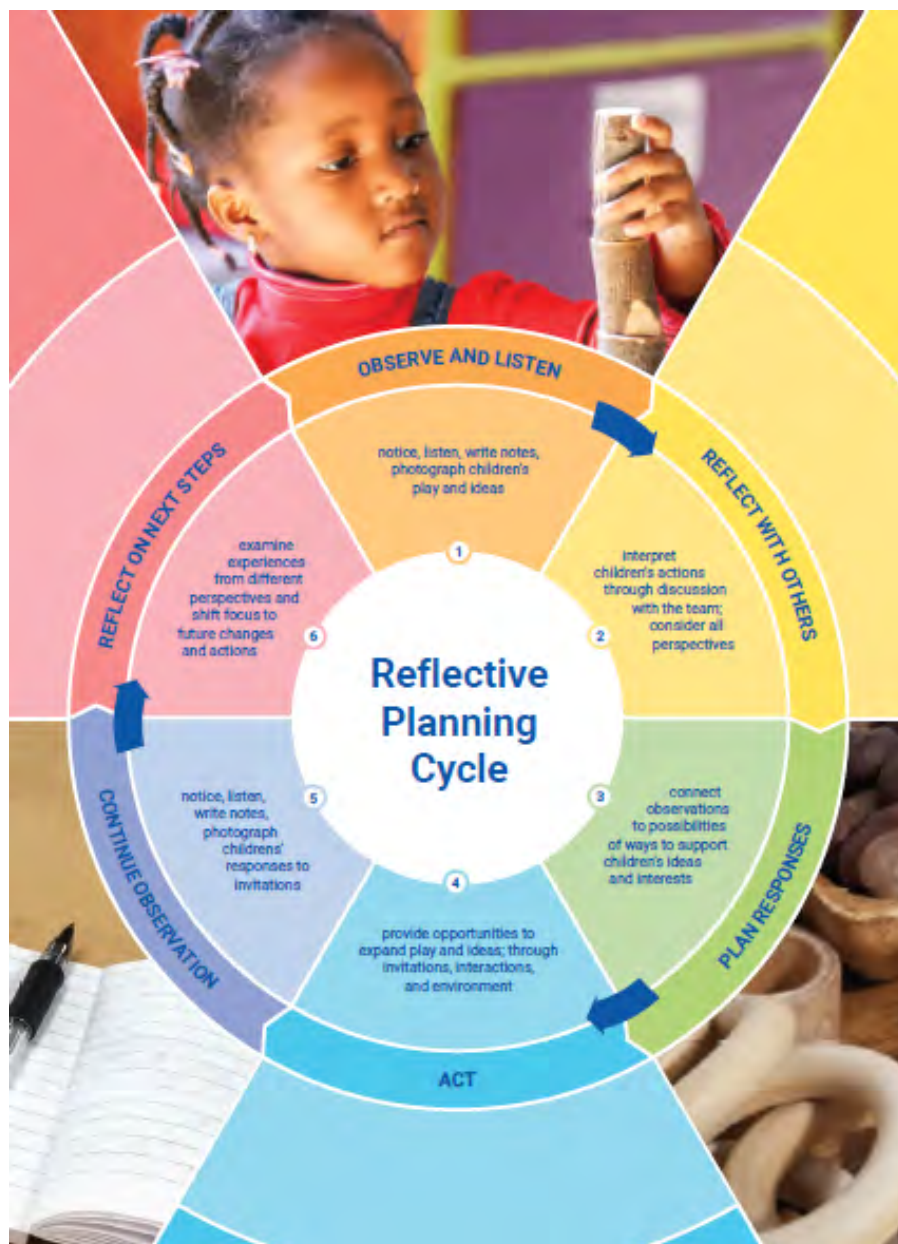 OBSERVE AND LISTEN
notice, listen, write notes,
photograph children's
play and ideas
1
REFLECT WITH OTHERS
interpret
children's actions
through discussion
with the team;
consider all
perspectives
2
Reflective
Planning
Cycle
PLAN RESPONSES
connect
observations
to possibilities
of ways to support
children's ideas
and interests
3
ACT
4
provide opportunities to
expand play and ideas; through
invitations, interactions,
and environment
CONTINUE OBSERVATION
notice, listen,
write notes,
photograph
childrens'
responses to
invitations
5
REFLECT ON NEXT STEPS
examine
experiences
from different
perspectives and
shift focus to
future changes
and actions
6